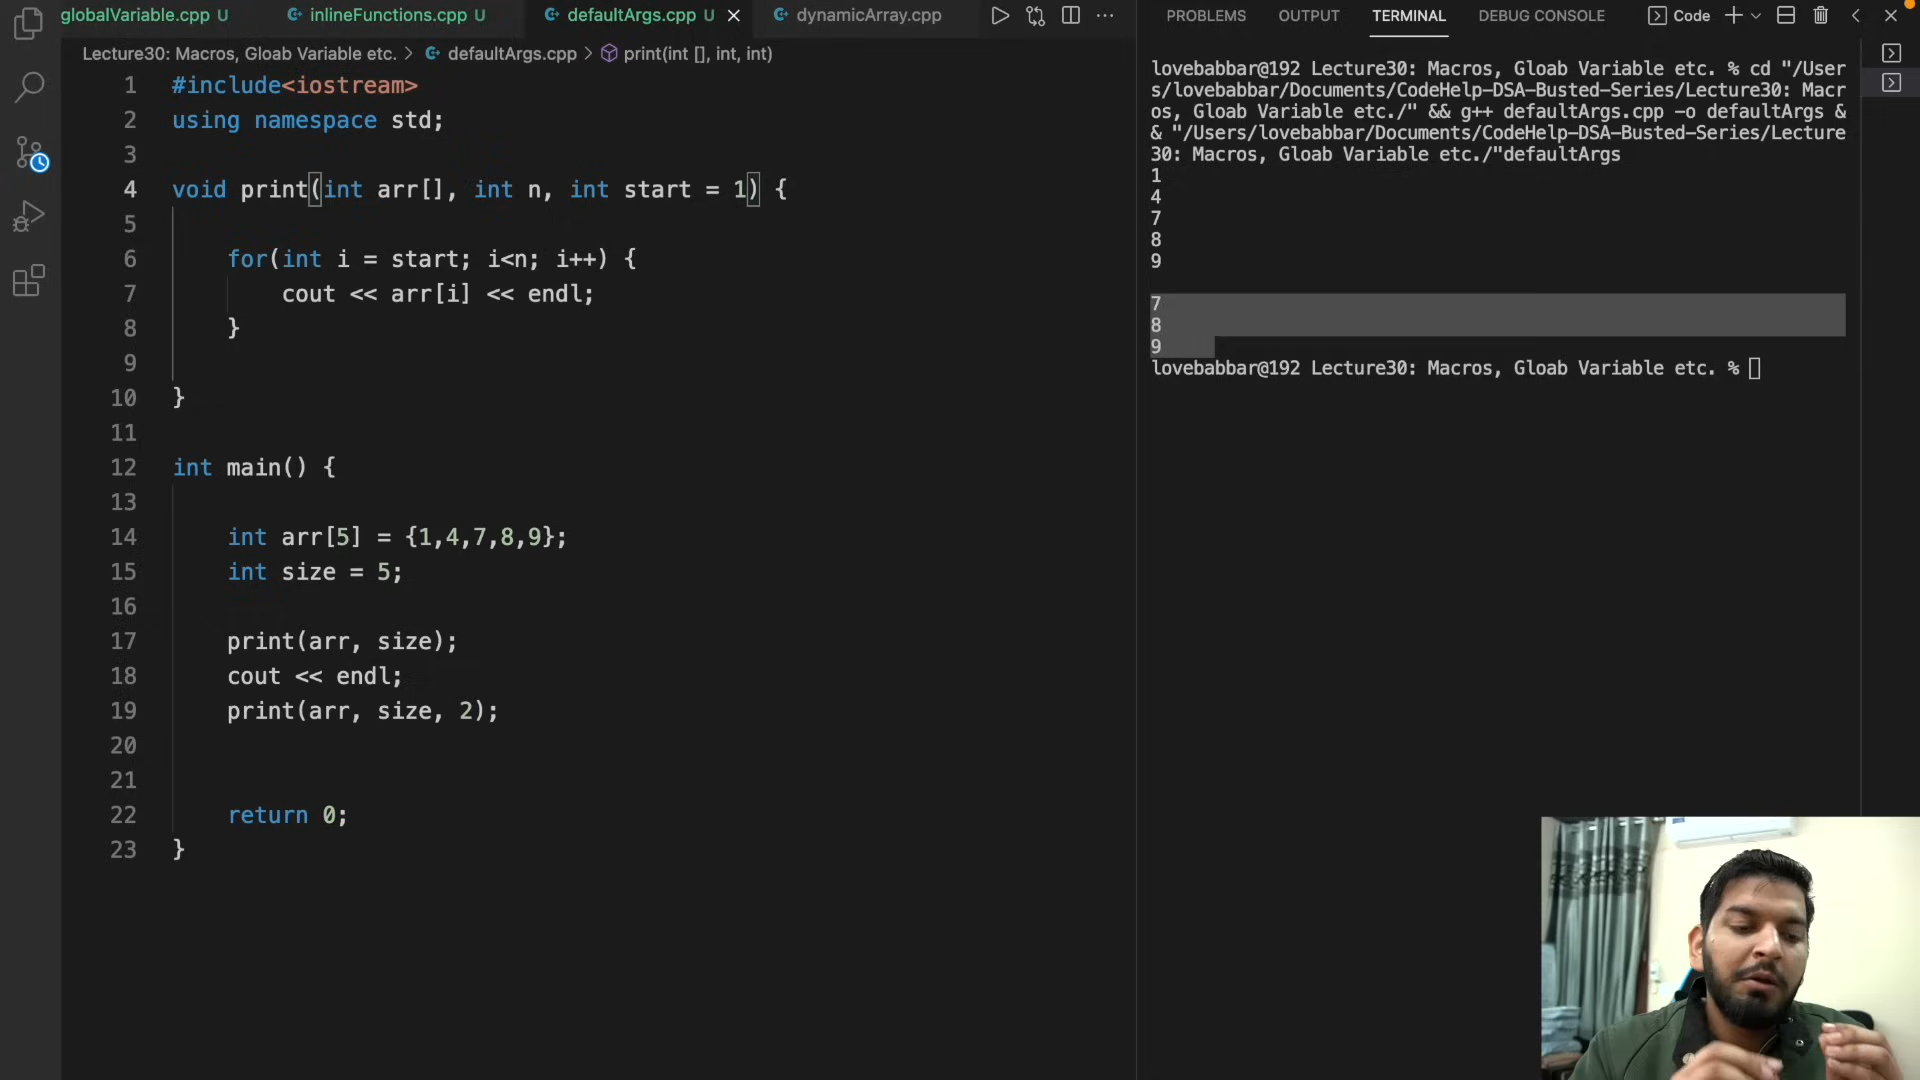 globalVariable.cpp U inlineFunctions.cpp U defaultArgs.cpp U dynamicArray.cpp
Lecture30: Macros, Gloab Variable etc. > defaultArgs.cpp > print(int [], int, int)
1 #include<iostream>
2 using namespace std;
3
4 void print(int arr[], int n, int start = 1) {
5
6 for(int i = start; i<n; i++) {
7 cout << arr[i] << endl;
8 }
9
10 }
11
12 int main() {
13
14 int arr[5] = {1,4,7,8,9};
15 int size = 5;
16
17 print(arr, size);
18 cout << endl;
19 print(arr, size, 2);
20
21
22 return 0;
23 }
PROBLEMS OUTPUT TERMINAL DEBUG CONSOLE Code
lovebabbar@192 Lecture30: Macros, Gloab Variable etc. % cd "/User
s/lovebabbar/Documents/CodeHelp-DSA-Busted-Series/Lecture30: Macr
os, Gloab Variable etc./" && g++ defaultArgs.cpp -o defaultArgs &
& "/Users/lovebabbar/Documents/CodeHelp-DSA-Busted-Series/Lecture
30: Macros, Gloab Variable etc./"defaultArgs
1
4
7
8
9
7
8
9
lovebabbar@192 Lecture30: Macros, Gloab Variable etc. %